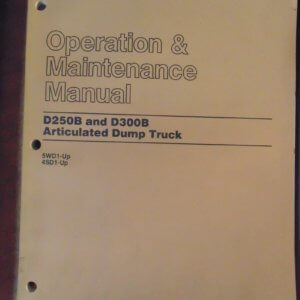 Operation &
Maintenance
Manual
D250B and D300B
Articulated Dump Truck
5WD1-Up
4SD1-Up